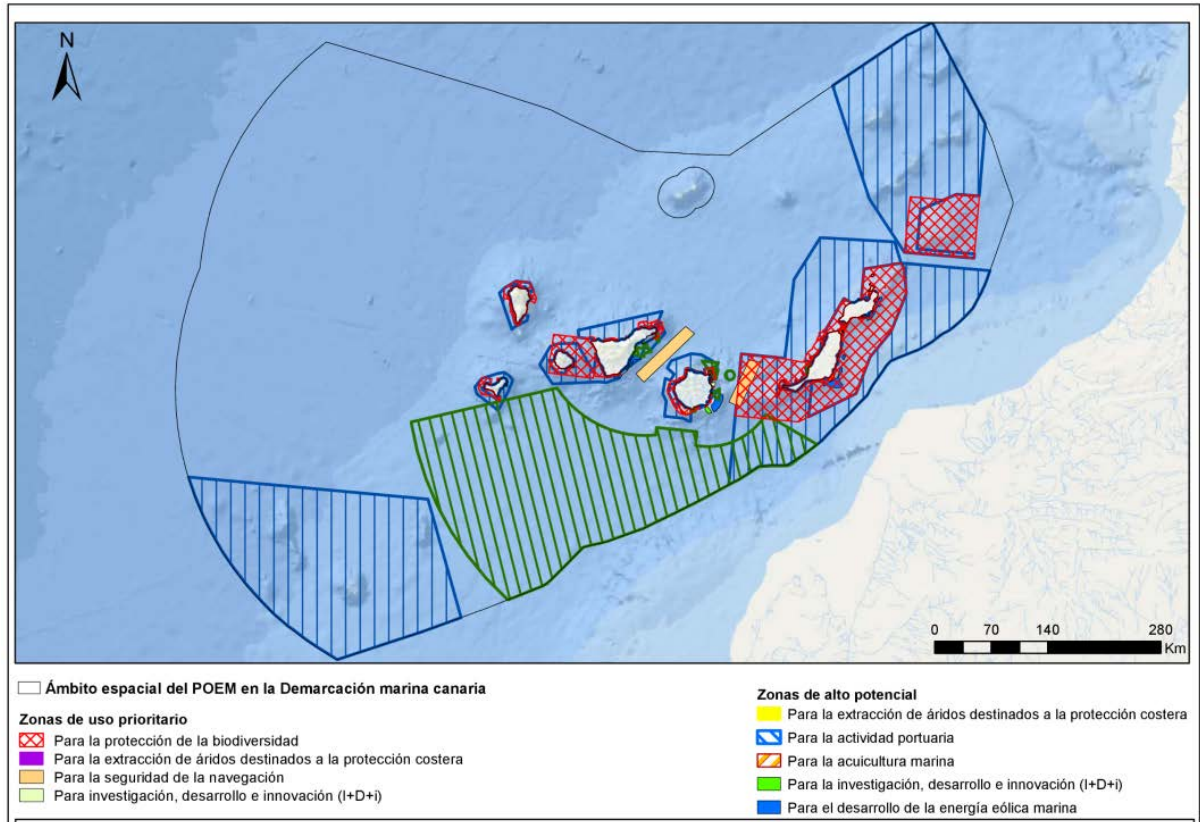 N
0 70 140 280
Km
Ámbito espacial del POEM en la Demarcación marina canaria
Zonas de uso prioritario
Para la protección de la biodiversidad
Para la extracción de áridos destinados a la protección costera
Para la seguridad de la navegación
Para investigación, desarrollo e innovación (I+D+i)
Zonas de alto potencial
Para la extracción de áridos destinados a la protección costera
Para la actividad portuaria
Para la acuicultura marina
Para la investigación, desarrollo e innovación (I+D+i)
Para el desarrollo de la energía eólica marina